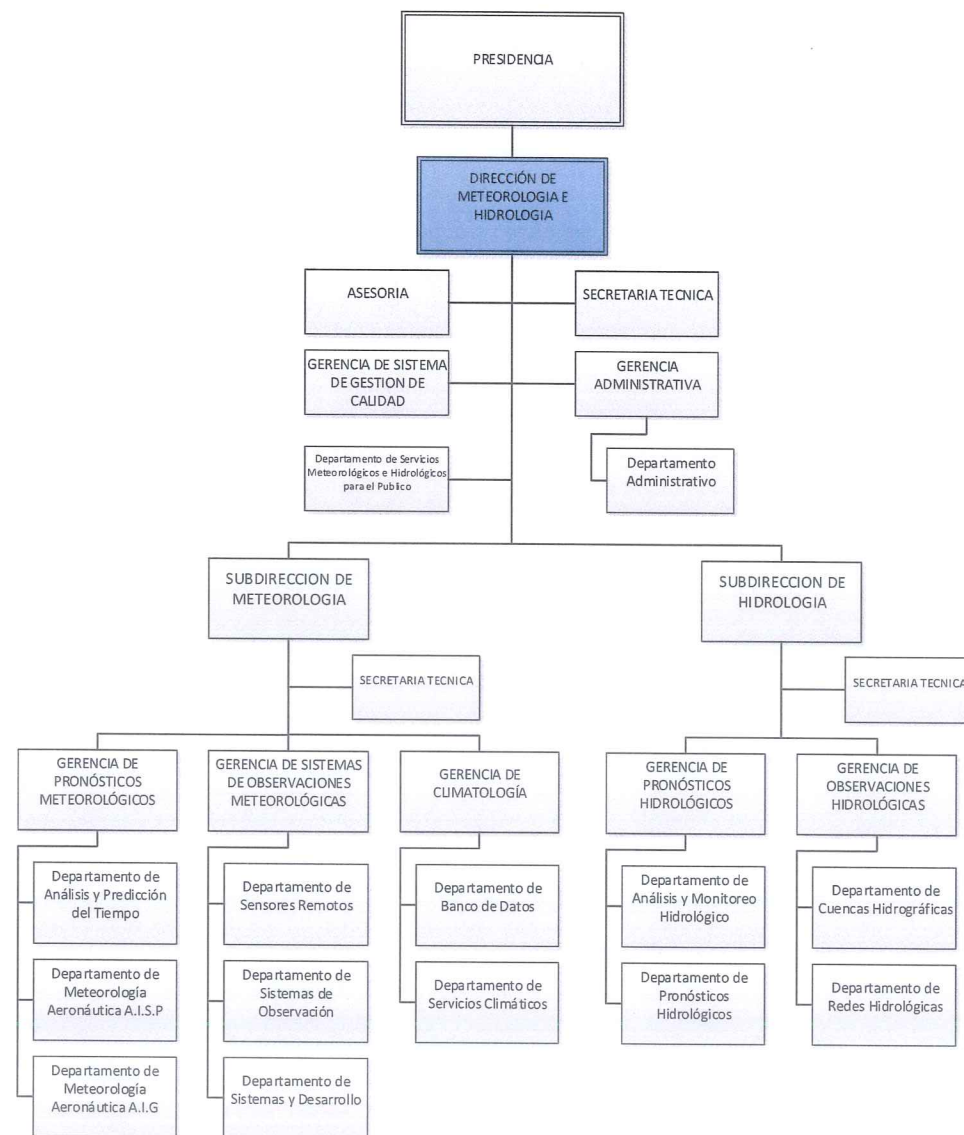 PRESIDENCIA
DIRECCIÓN DE
METEOROLOGIA E
HIDROLOGIA
ASESORIA
SECRETARIA TECNICA
GERENCIA DE SISTEMA
DE GESTION DE
CALIDAD
GERENCIA
ADMINISTRATIVA
Departamento de Servicios
Meteorológicos e Hidrológicos
para el Publico
Departamento
Administrativo
SUBDIRECCION DE
METEOROLOGIA
SUBDIRECCION DE
HIDROLOGIA
SECRETARIA TECNICA
SECRETARIA TECNICA
GERENCIA DE
PRONÓSTICOS
METEOROLÓGICOS
GERENCIA DE SISTEMAS
DE OBSERVACIONES
METEOROLÓGICAS
GERENCIA DE
CLIMATOLOGÍA
GERENCIA DE
PRONÓSTICOS
HIDROLÓGICOS
GERENCIA DE
OBSERVACIONES
HIDROLÓGICAS
Departamento de
Análisis y Predicción
del Tiempo
Departamento de
Sensores Remotos
Departamento de
Banco de Datos
Departamento de
Análisis y Monitoreo
Hidrológico
Departamento de
Cuencas Hidrográficas
Departamento de
Meteorología
Aeronáutica A.I.S.P
Departamento de
Sistemas de
Observación
Departamento de
Servicios Climáticos
Departamento de
Pronósticos
Hidrológicos
Departamento de
Redes Hidrológicas
Departamento de
Meteorología
Aeronáutica A.I.G
Departamento de
Sistemas y Desarrollo